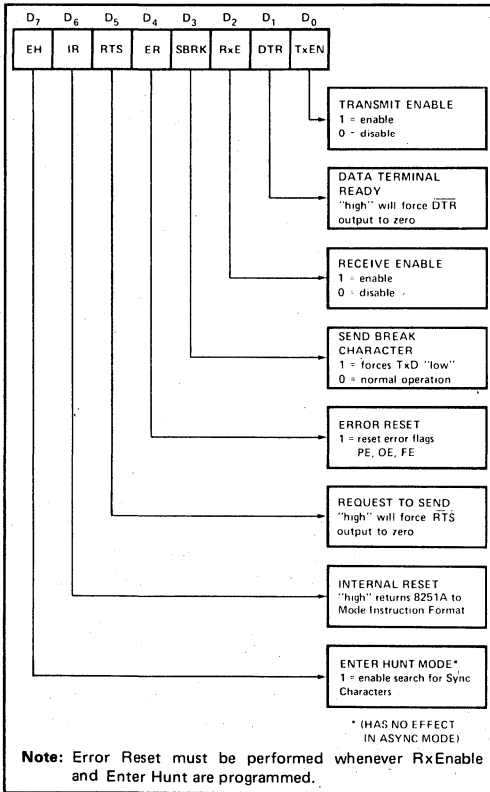 D7 D6 D5 D4 D3 D2 D1 D0
EH IR RTS ER SBRK RxE DTR TxEN
TRANSMIT ENABLE
1 = enable
0 = disable
DATA TERMINAL
READY
"high" will force D̅T̅R̅
output to zero
RECEIVE ENABLE
1 = enable
0 = disable
SEND BREAK
CHARACTER
1 = forces TxD "low"
0 = normal operation
ERROR RESET
1 = reset error flags
PE, OE, FE
REQUEST TO SEND
"high" will force R̅T̅S̅
output to zero
INTERNAL RESET
"high" returns 8251A to
Mode Instruction Format
ENTER HUNT MODE*
1 = enable search for Sync
Characters
* (HAS NO EFFECT
IN ASYNC MODE)
Note: Error Reset must be performed whenever RxEnable
and Enter Hunt are programmed.